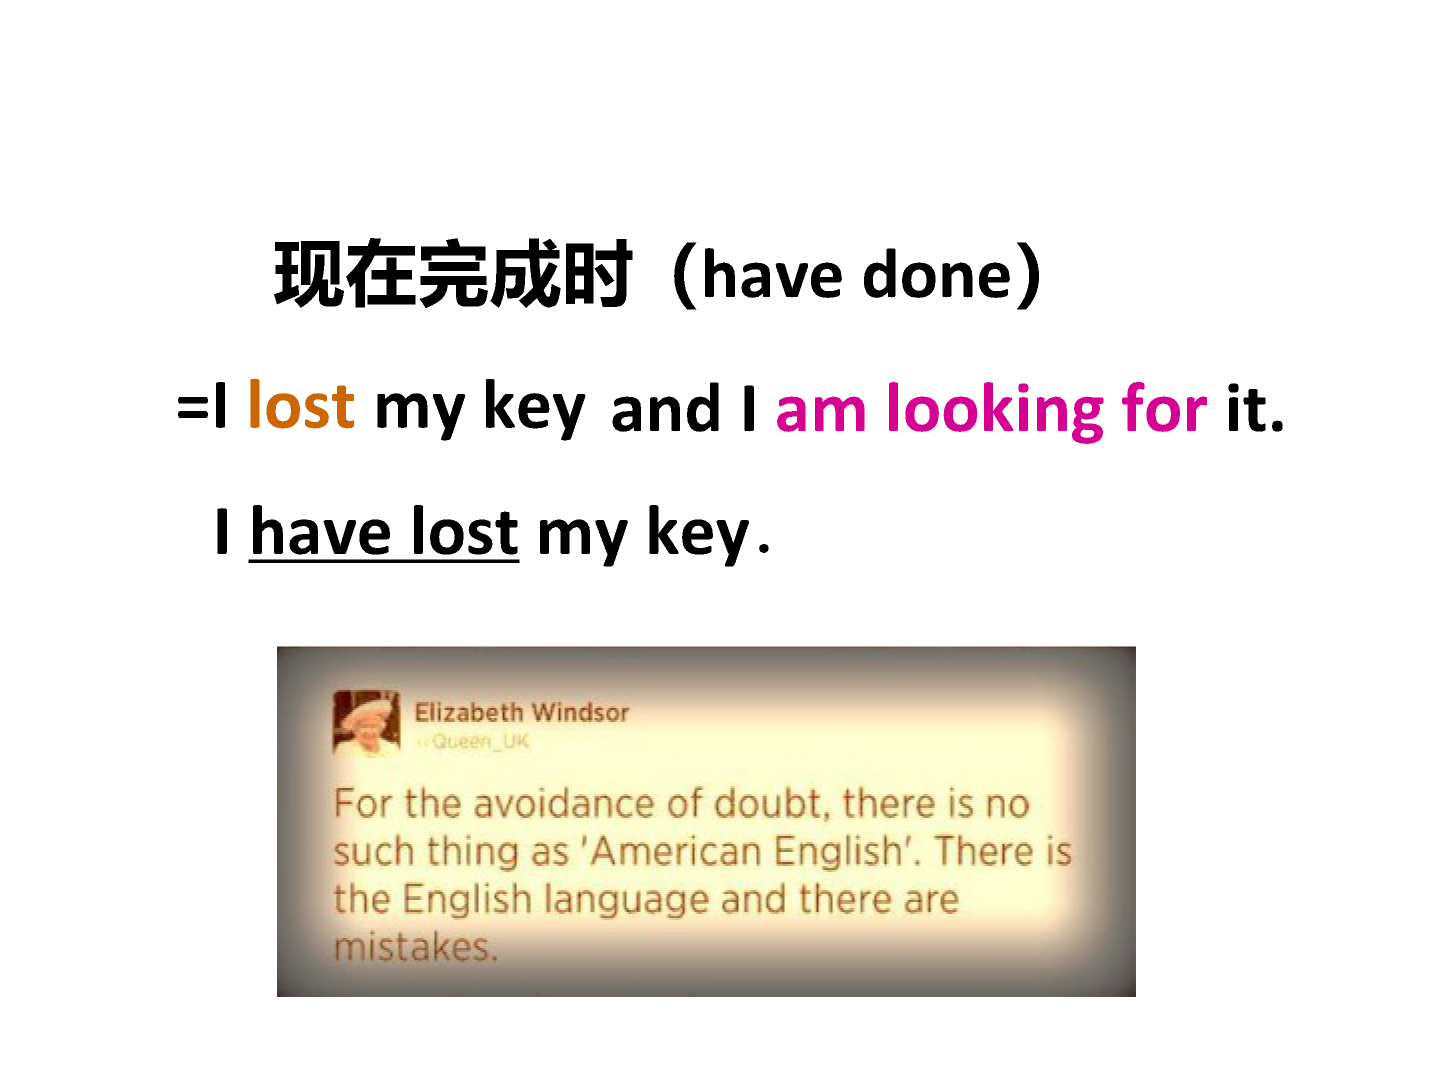 现在完成时（have done）
=I lost my key and I am looking for it.
I have lost my key.
Elizabeth Windsor
@Queen_UK
For the avoidance of doubt, there is no
such thing as 'American English'. There is
the English language and there are
mistakes.